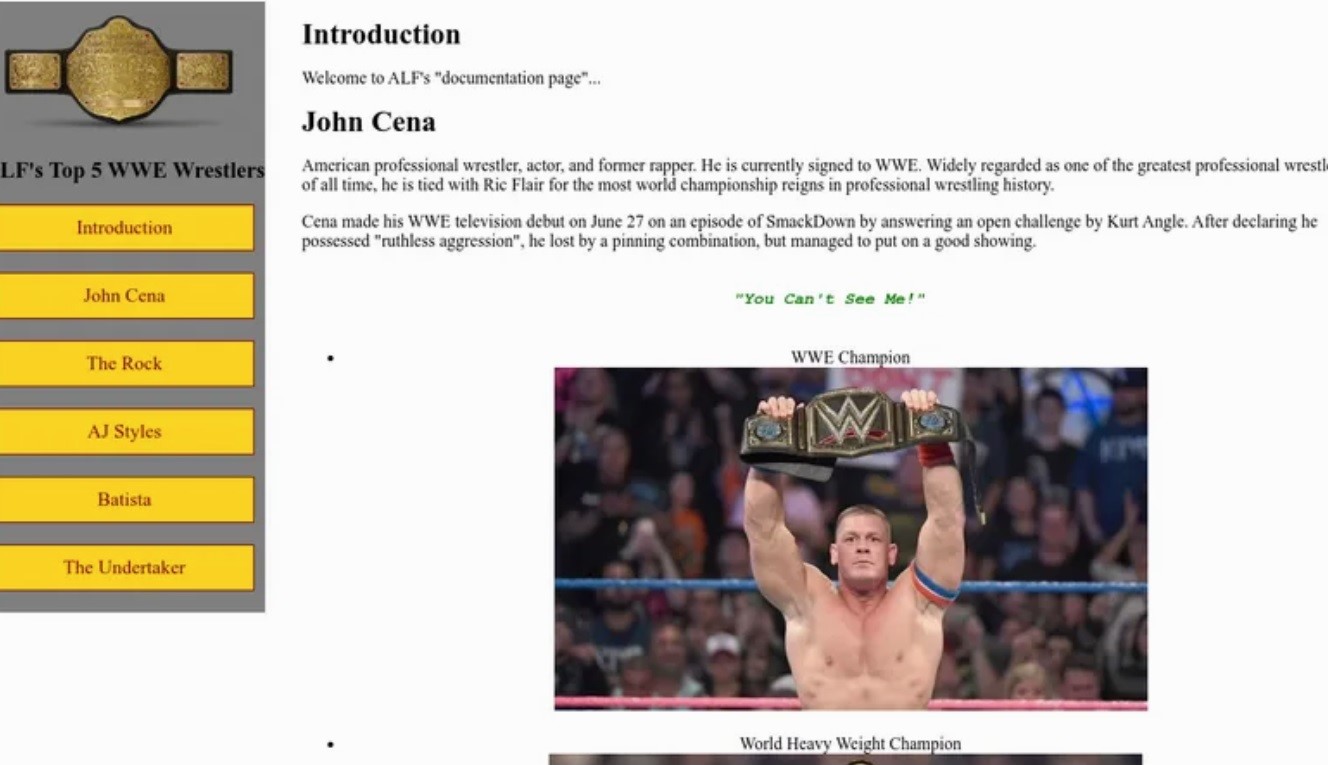 LF's Top 5 WWE Wrestlers
Introduction
John Cena
The Rock
AJ Styles
Batista
The Undertaker
Introduction
Welcome to ALF's "documentation page"...
John Cena
American professional wrestler, actor, and former rapper. He is currently signed to WWE. Widely regarded as one of the greatest professional wrestle
of all time, he is tied with Ric Flair for the most world championship reigns in professional wrestling history.
Cena made his WWE television debut on June 27 on an episode of SmackDown by answering an open challenge by Kurt Angle. After declaring he
possessed "ruthless aggression", he lost by a pinning combination, but managed to put on a good showing.
"You Can't See Me!"
WWE Champion
W
World Heavy Weight Champion